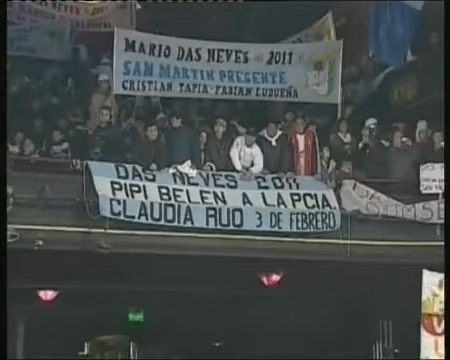 MARIO DAS NEVES 2011
SAN MARTIN PRESENTE
CRISTIAN TAPIA - FABIAN LUDUEÑA
DAS NEVES 2011
PIPI BELEN A LA PCIA.
CLAUDIA RUO 3 DE FEBRERO